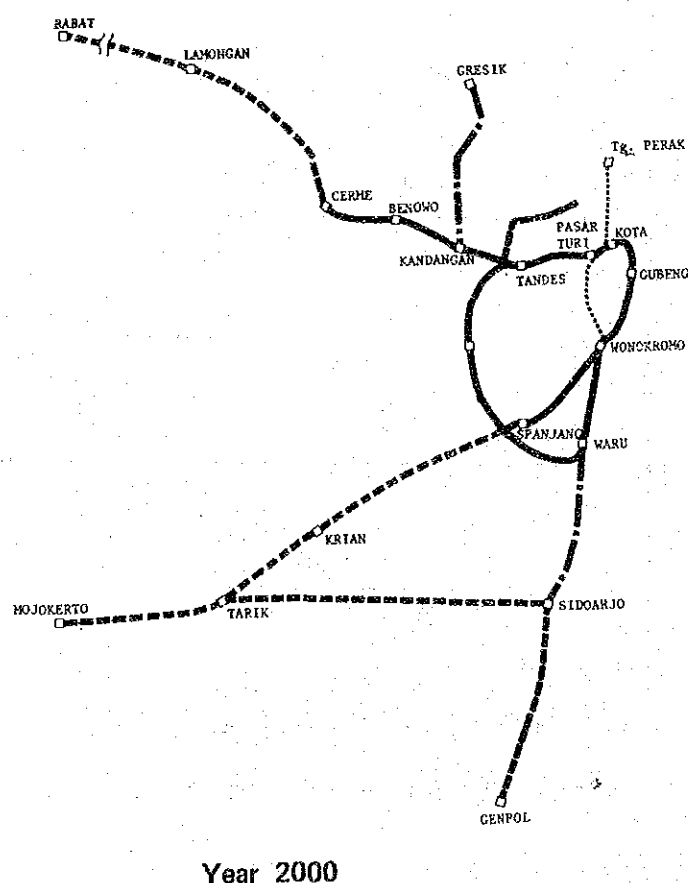 RABAT
LAMONGAN
GRESIK
Tg. PERAK
CERME
BENOWO
PASAR
TURI
KOTA
KANDANGAN
TANDES
GUBENG
WONOKROMO
SPANJANG
WARU
KRIAN
MOJOKERTO
TARIK
SIDOARJO
GENPOL
Year 2000